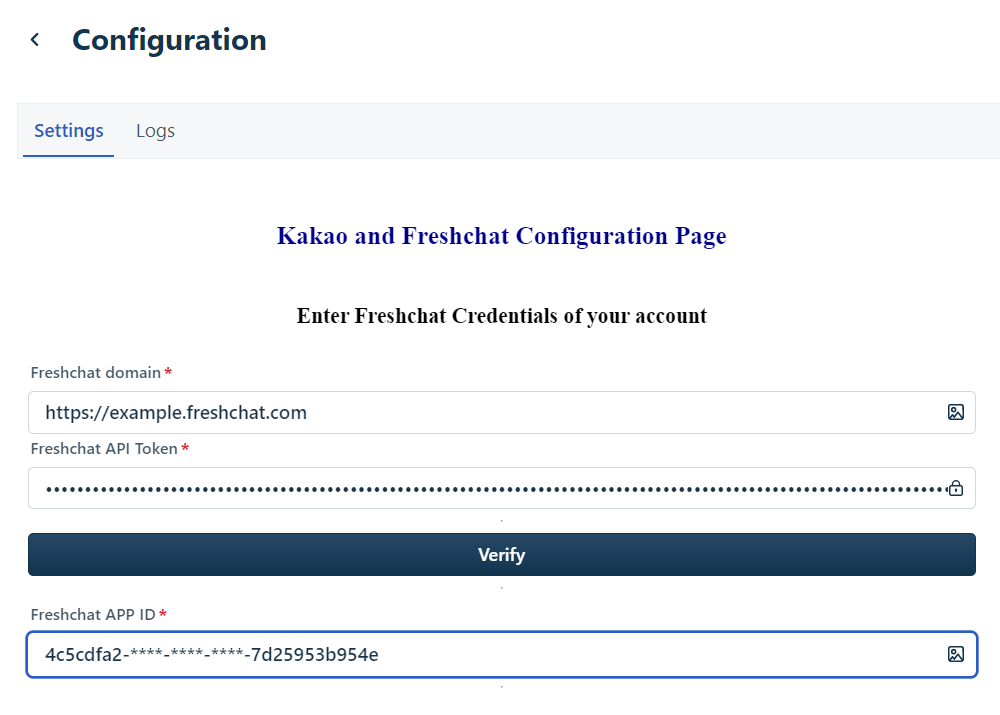 Configuration
Settings Logs
Kakao and Freshchat Configuration Page
Enter Freshchat Credentials of your account
Freshchat domain *
https://example.freshchat.com
Freshchat API Token *
Verify
Freshchat APP ID *
4c5cdfa2-****-****-****-7d25953b954e